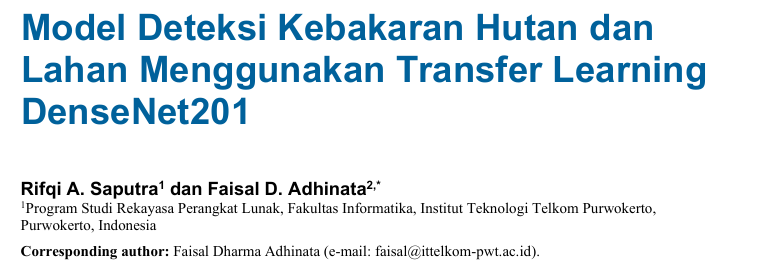 Model Deteksi Kebakaran Hutan dan
Lahan Menggunakan Transfer Learning
DenseNet201
Rifqi A. Saputra¹ dan Faisal D. Adhinata²,*
¹Program Studi Rekayasa Perangkat Lunak, Fakultas Informatika, Institut Teknologi Telkom Purwokerto,
Purwokerto, Indonesia
Corresponding author: Faisal Dharma Adhinata (e-mail: faisal@ittelkom-pwt.ac.id).